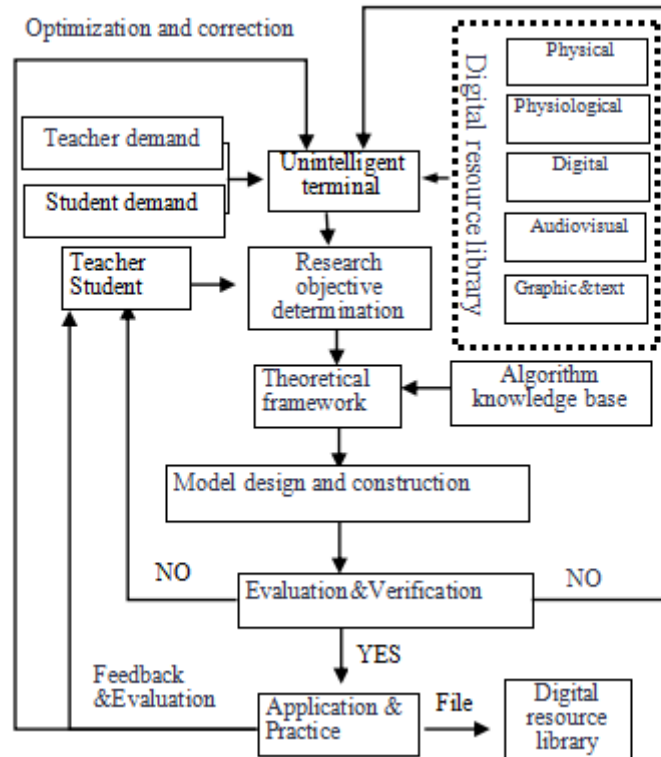 Optimization and correction
Physical
Physiological
Digital
Audiovisual
Graphic&text
Digital resource library
Teacher demand
Student demand
Unintelligent
terminal
Teacher
Student
Research
objective
determination
Theoretical
framework
Algorithm
knowledge base
Model design and construction
NO
Evaluation&Verification
NO
YES
Feedback
&Evaluation
Application &
Practice
File
Digital
resource
library